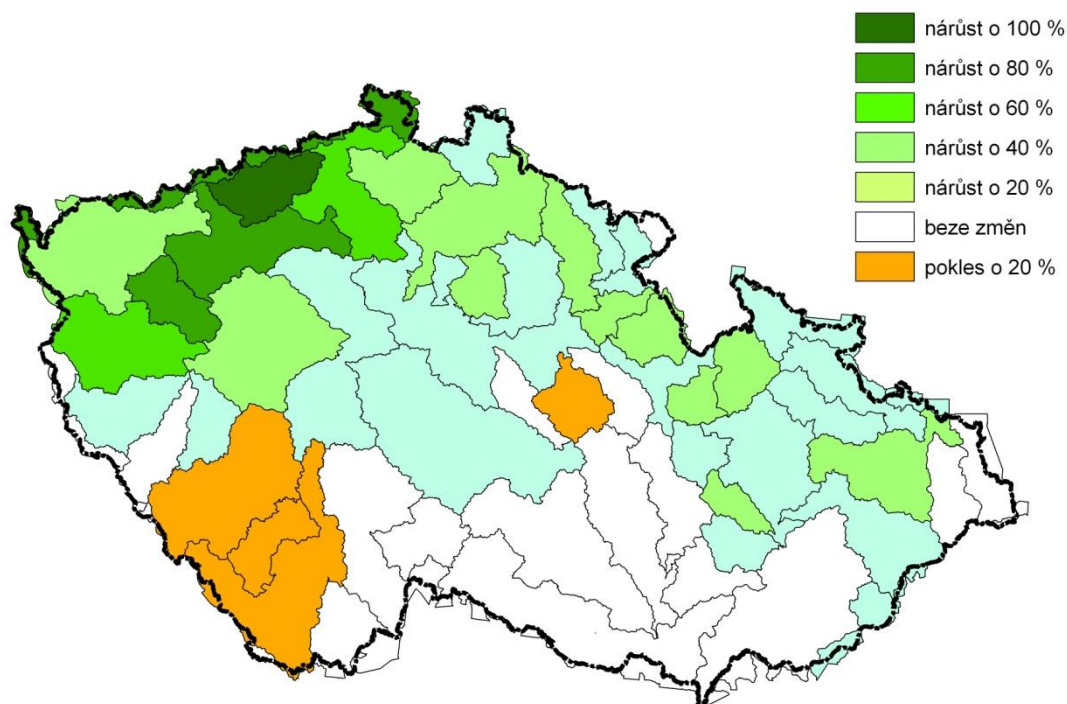 nárůst o 100 %
nárůst o 80 %
nárůst o 60 %
nárůst o 40 %
nárůst o 20 %
beze změn
pokles o 20 %